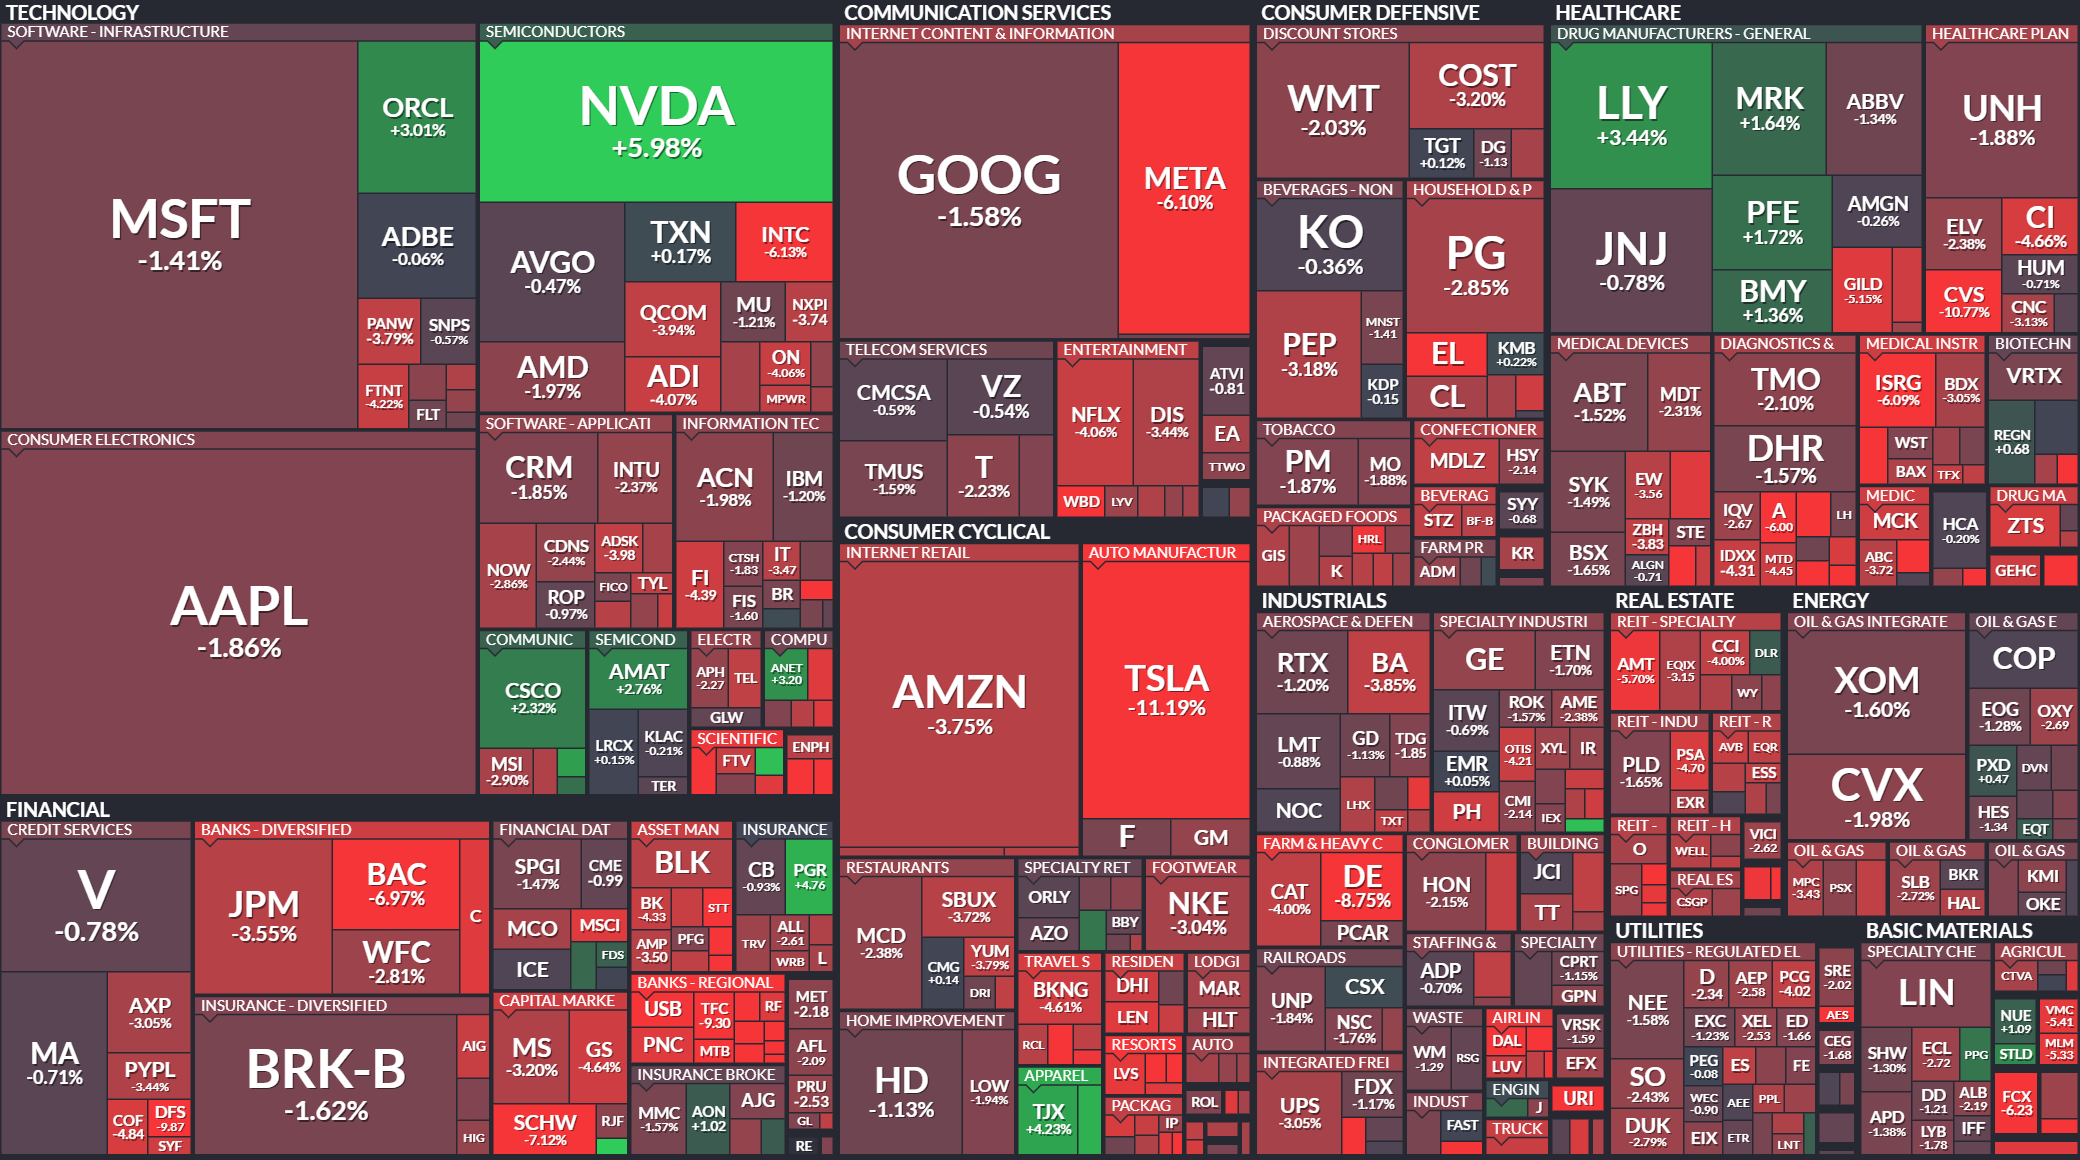 TECHNOLOGY
SOFTWARE - INFRASTRUCTURE
MSFT
-1.41%
ORCL
+3.01%
ADBE
-0.06%
PANW
-3.79%
SNPS
-0.57%
FTNT
-4.22%
FLT
SEMICONDUCTORS
NVDA
+5.98%
AVGO
-0.47%
TXN
+0.17%
INTC
-6.13%
QCOM
-3.94%
MU
-1.21%
NXPI
-3.74
AMD
-1.97%
ADI
-4.07%
ON
-4.06%
MPWR
CONSUMER ELECTRONICS
AAPL
-1.86%
SOFTWARE - APPLICATI
CRM
-1.85%
INTU
-2.37%
NOW
-2.86%
CDNS
-2.44%
ADSK
-3.98
ROP
-0.97%
FICO
TYL
INFORMATION TEC
ACN
-1.98%
IBM
-1.20%
FI
-4.39
CTSH
-1.83
IT
-3.47
FIS
-1.60
BR
COMMUNIC
CSCO
+2.32%
MSI
-2.90%
SEMICOND
AMAT
+2.76%
LRCX
+0.15%
KLAC
-0.21%
TER
ELECTR
APH
-2.27
TEL
GLW
COMPU
ANET
+3.20
SCIENTIFIC
FTV
ENPH
COMMUNICATION SERVICES
INTERNET CONTENT & INFORMATION
GOOG
-1.58%
META
-6.10%
TELECOM SERVICES
CMCSA
-0.59%
VZ
-0.54%
TMUS
-1.59%
T
-2.23%
ENTERTAINMENT
NFLX
-4.06%
DIS
-3.44%
WBD
LYV
ATVI
-0.81
EA
TTWO
CONSUMER CYCLICAL
INTERNET RETAIL
AMZN
-3.75%
AUTO MANUFACTUR
TSLA
-11.19%
F
GM
RESTAURANTS
MCD
-2.38%
SBUX
-3.72%
CMG
+0.14
YUM
-3.79%
DRI
SPECIALTY RET
ORLY
AZO
BBY
FOOTWEAR
NKE
-3.04%
HOME IMPROVEMENT
HD
-1.13%
LOW
-1.94%
TRAVEL S
BKNG
-4.61%
RCL
RESIDEN
DHI
LEN
LODGI
MAR
HLT
RESORTS
LVS
AUTO
APPAREL
TJX
+4.23%
PACKAG
IP
ROL
CONSUMER DEFENSIVE
DISCOUNT STORES
WMT
-2.03%
COST
-3.20%
TGT
+0.12%
DG
-1.13
BEVERAGES - NON
KO
-0.36%
PEP
-3.18%
MNST
-1.41
KDP
-0.15
HOUSEHOLD & P
PG
-2.85%
EL
KMB
+0.22%
CL
TOBACCO
PM
-1.87%
MO
-1.88%
CONFECTIONER
MDLZ
HSY
-2.14
BEVERAG
STZ
BF-B
SYY
-0.68
PACKAGED FOODS
GIS
HRL
K
FARM PR
ADM
KR
HEALTHCARE
DRUG MANUFACTURERS - GENERAL
LLY
+3.44%
MRK
+1.64%
ABBV
-1.34%
JNJ
-0.78%
PFE
+1.72%
AMGN
-0.26%
BMY
+1.36%
GILD
-5.15%
HEALTHCARE PLAN
UNH
-1.88%
ELV
-2.38%
CI
-4.66%
CVS
-10.77%
HUM
-0.71%
CNC
-3.13%
MEDICAL DEVICES
ABT
-1.52%
MDT
-2.31%
SYK
-1.49%
EW
-3.56
BSX
-1.65%
ZBH
-3.83
STE
ALGN
-0.71
DIAGNOSTICS &
TMO
-2.10%
DHR
-1.57%
IQV
-2.67
A
-6.00
LH
IDXX
-4.31
MTD
-4.45
MEDICAL INSTR
ISRG
-6.09%
BDX
-3.05%
WST
BAX
TFX
BIOTECHN
VRTX
REGN
+0.68
MEDIC
MCK
ABC
-3.72
HCA
-0.20%
DRUG MA
ZTS
GEHC
INDUSTRIALS
AEROSPACE & DEFEN
RTX
-1.20%
BA
-3.85%
LMT
-0.88%
GD
-1.13%
TDG
-1.85
NOC
LHX
TXT
SPECIALTY INDUSTRI
GE
ETN
-1.70%
ITW
-0.69%
ROK
-1.57%
AME
-2.38%
EMR
+0.05%
OTIS
-4.21
XYL
IR
PH
CMI
-2.14
IEX
FARM & HEAVY C
CAT
-4.00%
DE
-8.75%
PCAR
CONGLOMER
HON
-2.15%
BUILDING
JCI
TT
RAILROADS
UNP
-1.84%
CSX
NSC
-1.76%
STAFFING &
ADP
-0.70%
SPECIALTY
CPRT
-1.15%
GPN
INTEGRATED FREI
UPS
-3.05%
FDX
-1.17%
WASTE
WM
-1.29
RSG
AIRLIN
DAL
LUV
VRSK
-1.59
EFX
INDUST
FAST
ENGIN
J
URI
TRUCK
REAL ESTATE
REIT - SPECIALTY
AMT
-5.70%
EQIX
-3.15
CCI
-4.00%
DLR
WY
REIT - INDU
PLD
-1.65%
PSA
-4.70
EXR
REIT - R
AVB
EQR
ESS
REIT -
O
SPG
REIT - H
WELL
VICI
-2.62
REAL ES
CSGP
ENERGY
OIL & GAS INTEGRATE
XOM
-1.60%
CVX
-1.98%
OIL & GAS E
COP
EOG
-1.28%
OXY
-2.69
PXD
+0.47
DVN
HES
-1.34
EQT
OIL & GAS
MPC
-3.43
PSX
OIL & GAS
SLB
-2.72%
BKR
HAL
OIL & GAS
KMI
OKE
UTILITIES
UTILITIES - REGULATED EL
NEE
-1.58%
D
-2.34
AEP
-2.58
PCG
-4.02
EXC
-1.23%
XEL
-2.53
ED
-1.66
SO
-2.43%
PEG
-0.08
ES
FE
DUK
-2.79%
WEC
-0.90
AEE
PPL
EIX
ETR
LNT
SRE
-2.02
AES
CEG
-1.68
BASIC MATERIALS
SPECIALTY CHE
LIN
SHW
-1.30%
ECL
-2.72
PPG
APD
-1.38%
DD
-1.21
ALB
-2.19
LYB
-1.78
IFF
AGRICUL
CTVA
NUE
+1.09
VMC
-5.41
STLD
MLM
-5.33
FCX
-6.23
FINANCIAL
CREDIT SERVICES
V
-0.78%
MA
-0.71%
AXP
-3.05%
PYPL
-3.44%
COF
-4.84
DFS
-9.87
SYF
BANKS - DIVERSIFIED
JPM
-3.55%
BAC
-6.97%
WFC
-2.81%
C
INSURANCE - DIVERSIFIED
BRK-B
-1.62%
AIG
HIG
FINANCIAL DAT
SPGI
-1.47%
CME
-0.99
MCO
MSCI
ICE
FDS
CAPITAL MARKE
MS
-3.20%
GS
-4.64%
SCHW
-7.12%
RJF
ASSET MAN
BLK
BK
-4.33
STT
AMP
-3.50
PFG
INSURANCE
CB
-0.93%
PGR
+4.76
TRV
ALL
-2.61
WRB
L
BANKS - REGIONAL
USB
TFC
-9.30
RF
PNC
MTB
MET
-2.18
AFL
-2.09
PRU
-2.53
GL
RE
INSURANCE BROKE
MMC
-1.57%
AON
+1.02
AJG